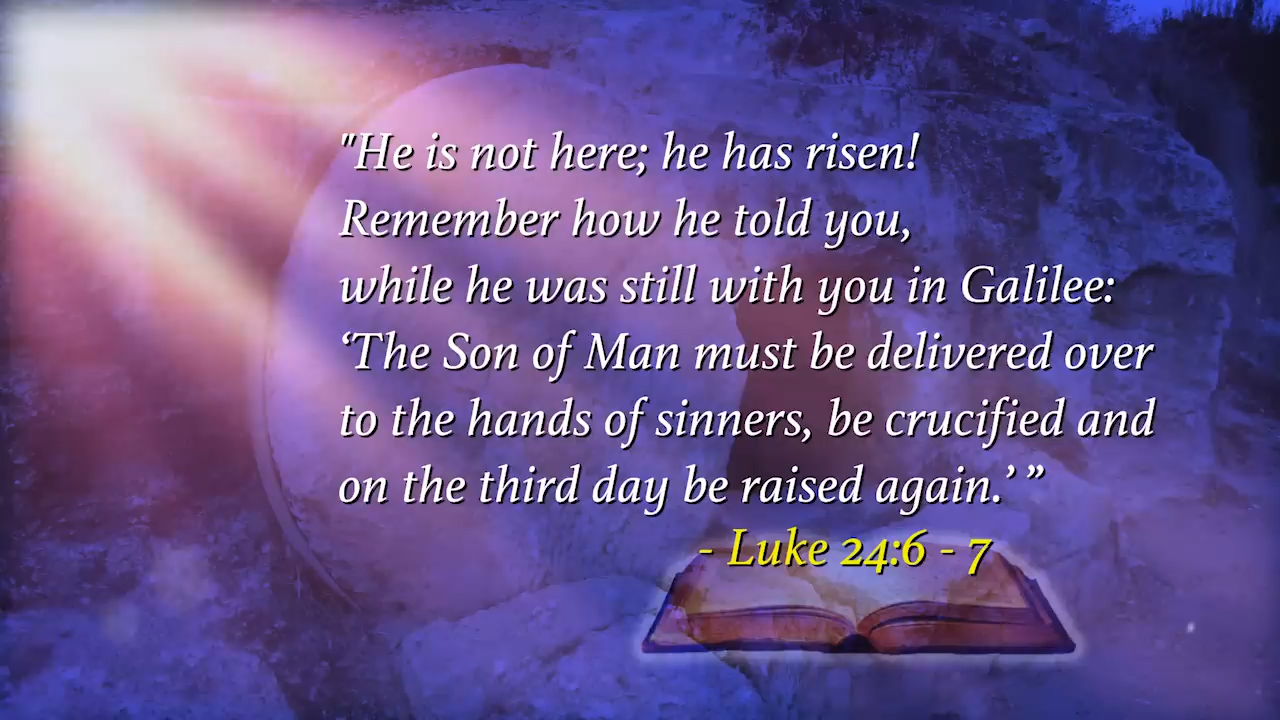 "He is not here; he has risen!
Remember how he told you,
while he was still with you in Galilee:
‘The Son of Man must be delivered over
to the hands of sinners, be crucified and
on the third day be raised again.’ ”
- Luke 24:6 - 7